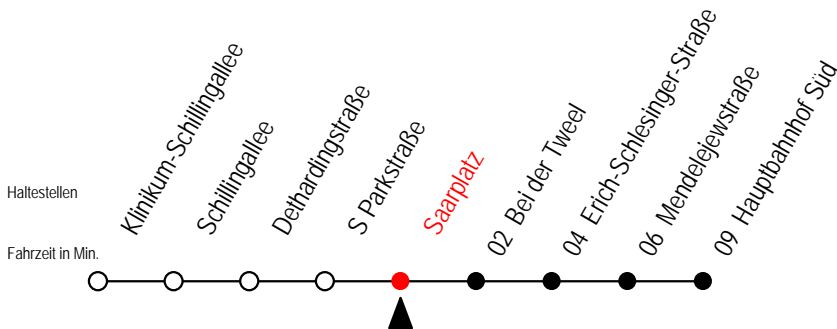 Haltestellen
Fahrzeit in Min.
Klinikum-Schillingallee
Schillingallee
Dethardingstraße
S Parkstraße
Saarplatz
02 Bei der Tweel
04 Erich-Schlesinger-Straße
06 Mendelejewstraße
09 Hauptbahnhof Süd